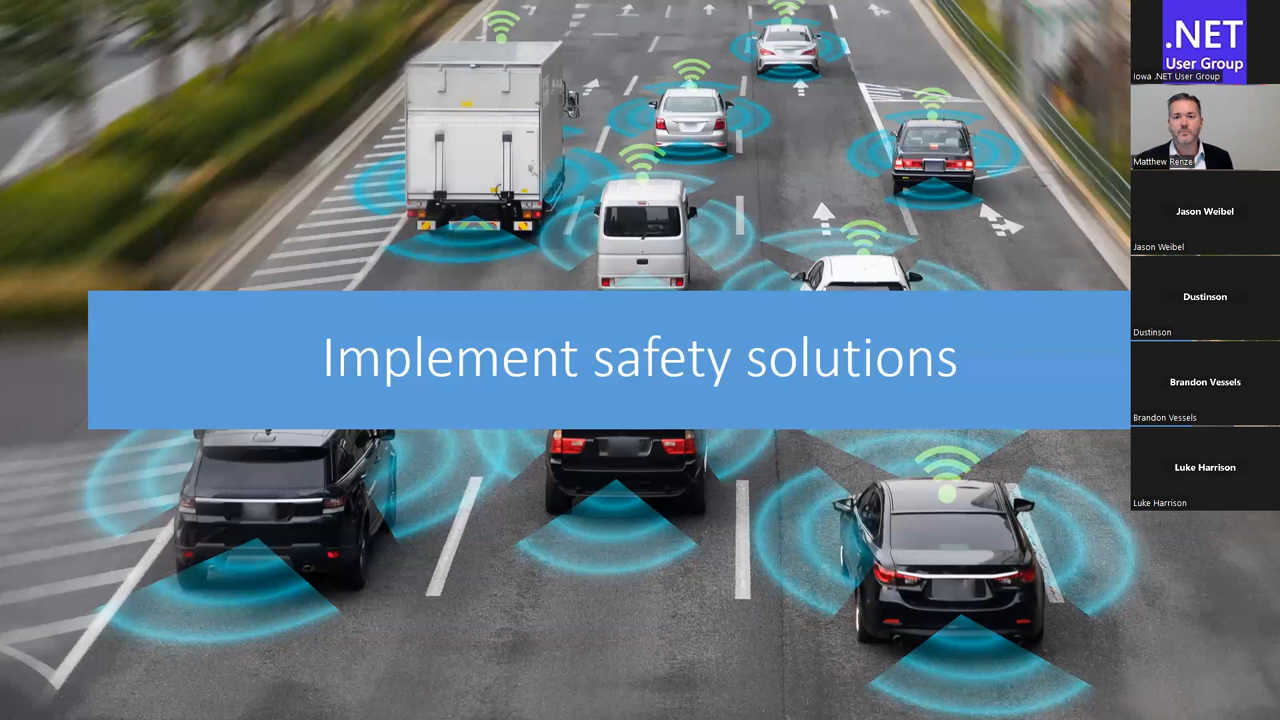 Implement safety solutions
.NET
User Group
Iowa .NET User Group
Matthew Renze
Jason Weibel
Jason Weibel
Dustinson
Dustinson
Brandon Vessels
Brandon Vessels
Luke Harrison
Luke Harrison